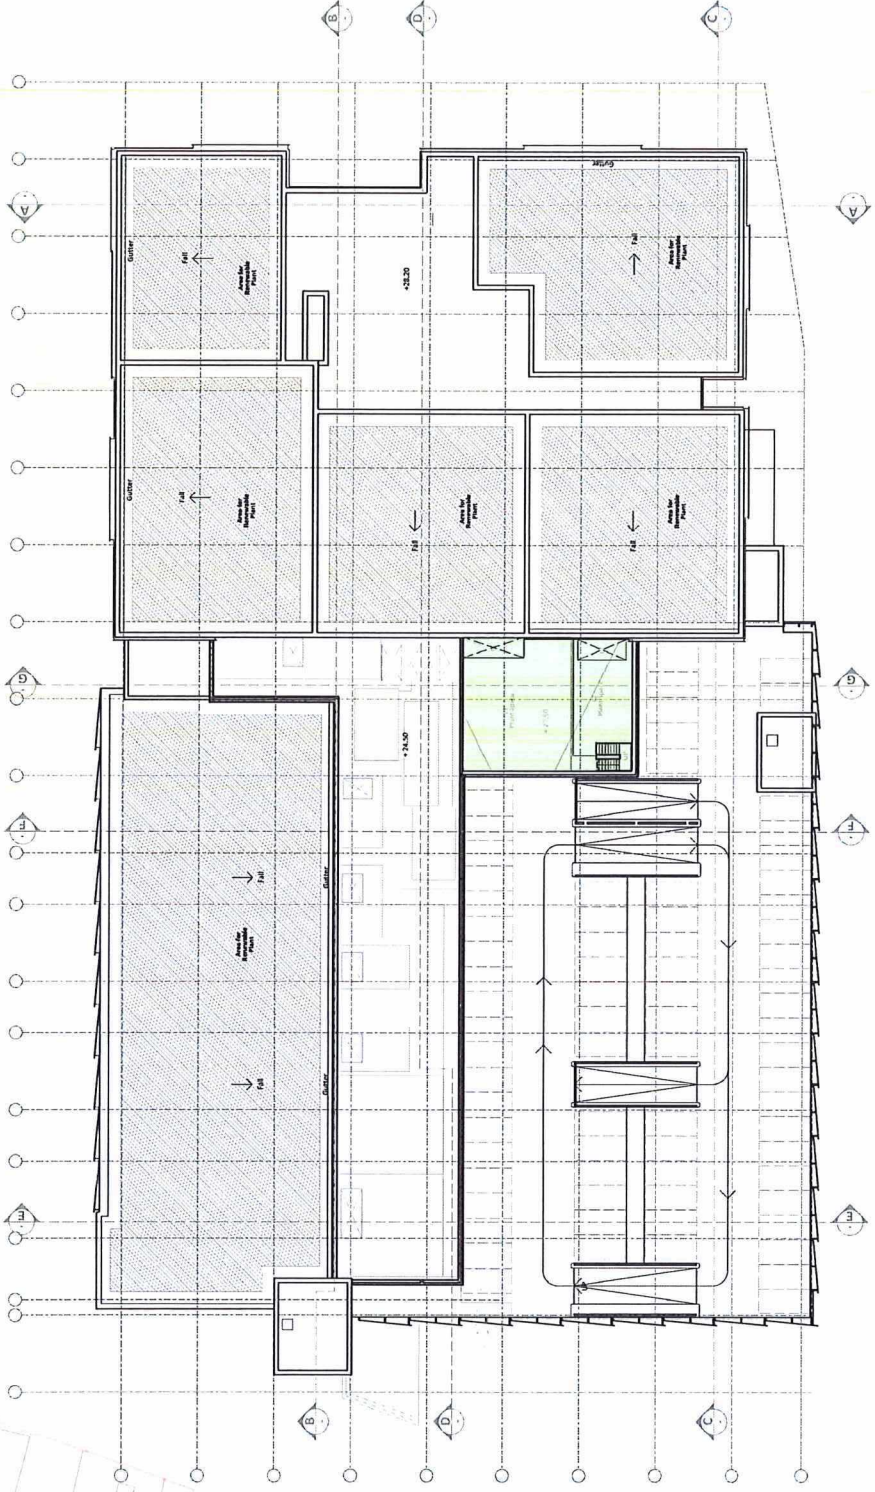 B
D
C
A
A
Gutter
Gutter
Fall
Area for
Renewable
Plant
+28.20
Fall
Area for
Renewable
Plant
Gutter
Fall
Area for
Renewable
Plant
Fall
Area for
Renewable
Plant
Fall
Area for
Renewable
Plant
G
G
+ 24.50
F
F
Fall
Gutter
Area for
Renewable
Plant
Fall
Gutter
E
E
B
D
C